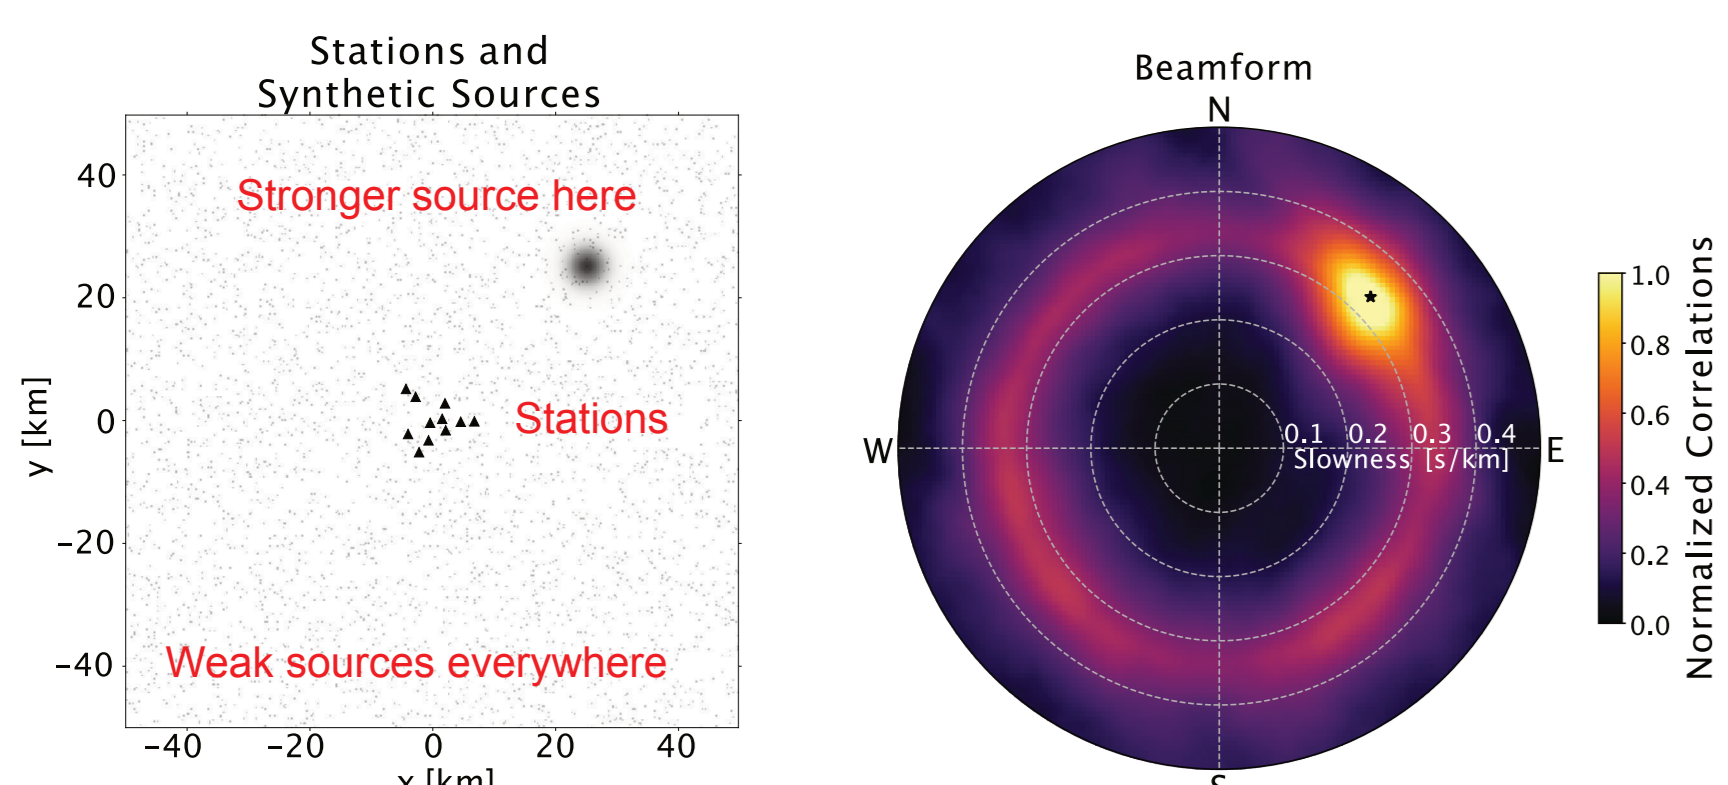 Stations and
Synthetic Sources
Stronger source here
Stations
Weak sources everywhere
40
20
0
−20
−40
y [km]
−40 −20 0 20 40
x [km]
Beamform
N
W
E
S
0.1 0.2 0.3 0.4
Slowness [s/km]
1.0
0.8
0.6
0.4
0.2
0.0
Normalized Correlations